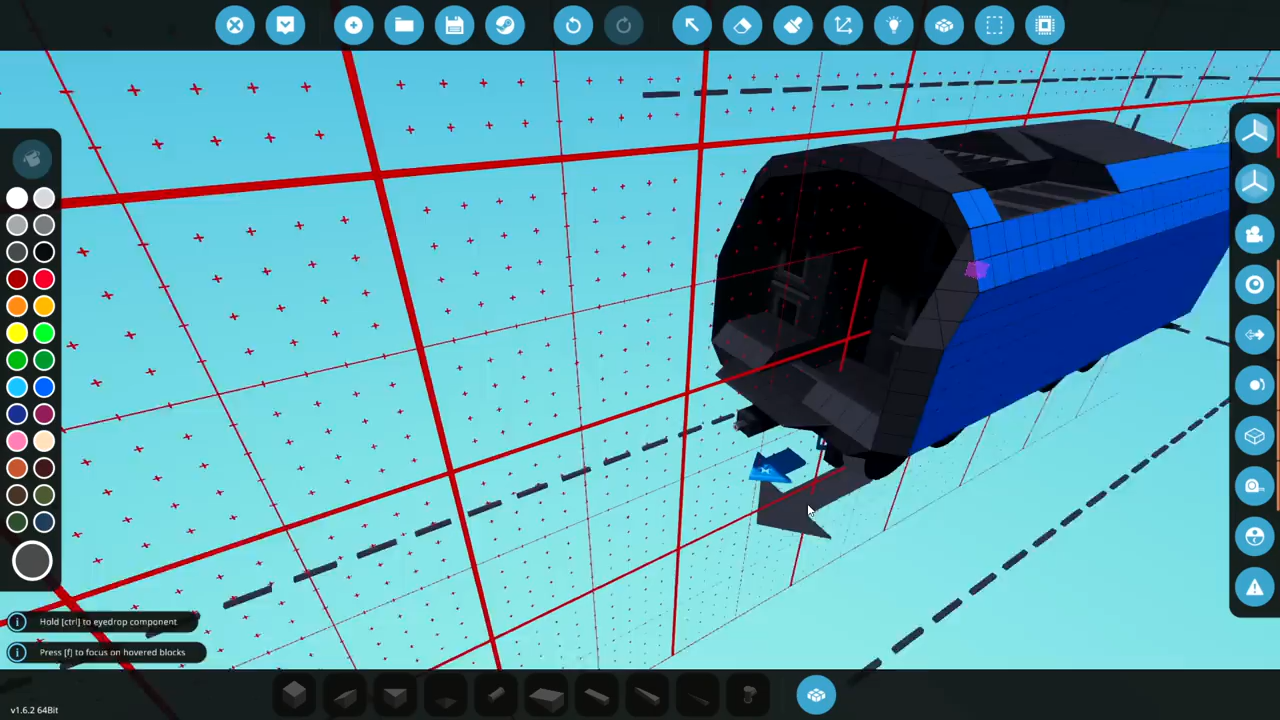 Hold [ctrl] to eyedrop component
Press [f] to focus on hovered blocks
v1.6.2 64Bit